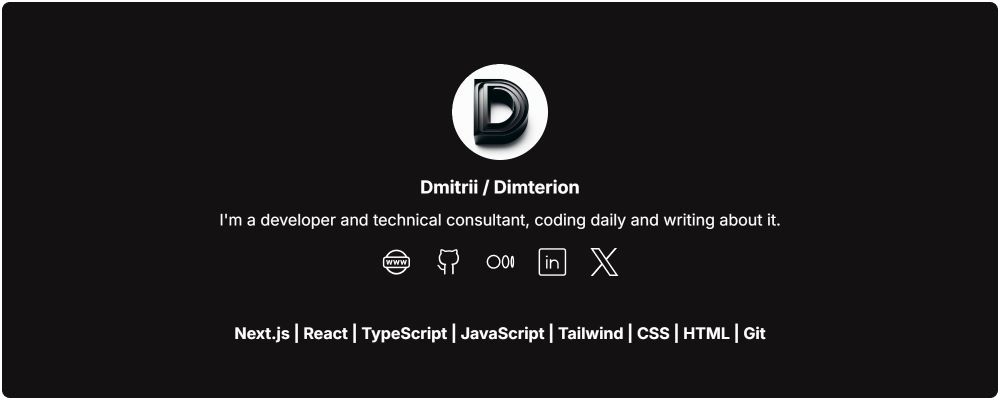 D
Dmitrii / Dimterion
I'm a developer and technical consultant, coding daily and writing about it.
www in
Next.js | React | TypeScript | JavaScript | Tailwind | CSS | HTML | Git